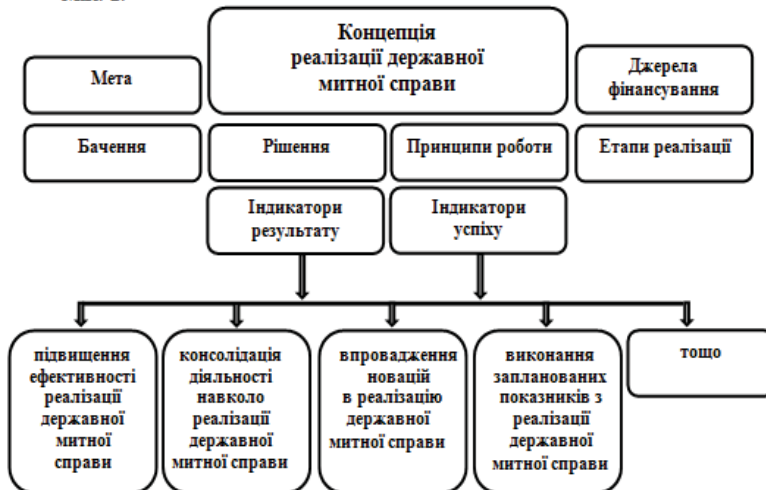 Концепція
реалізації державної
митної справи
Мета
Джерела
фінансування
Бачення
Рішення
Принципи роботи
Етапи реалізації
Індикатори
результату
Індикатори
успіху
підвищення
ефективності
реалізації
державної
митної
справи
консолідація
діяльності
навколо
реалізації
державної
митної справи
впровадження
новацій
в реалізацію
державної
митної справи
виконання
запланованих
показників з
реалізації
державної
митної справи
тощо